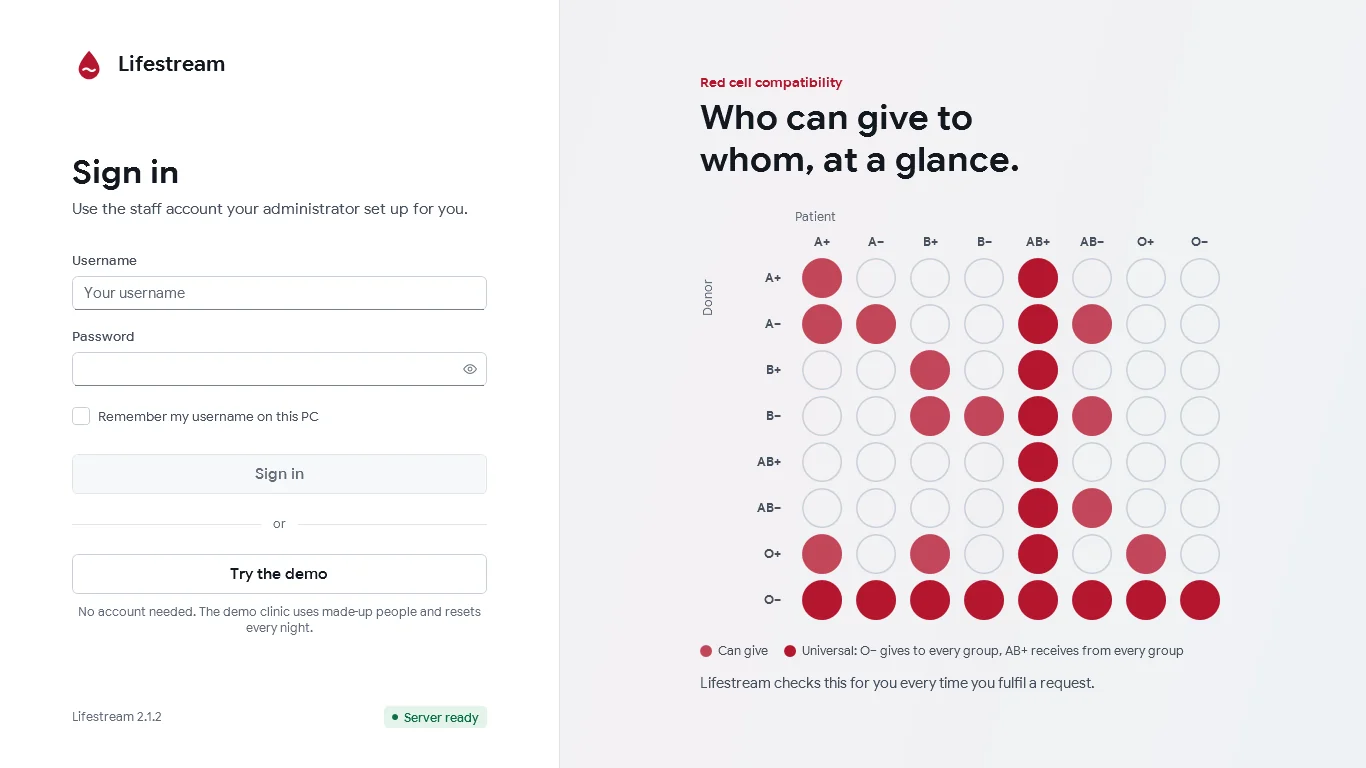 Lifestream
Sign in
Use the staff account your administrator set up for you.
Username
Your username
Password
Remember my username on this PC
Sign in
or
Try the demo
No account needed. The demo clinic uses made-up people and resets
every night.
Lifestream 2.1.2
Server ready
Red cell compatibility
Who can give to
whom, at a glance.
Patient
A+ A− B+ B− AB+ AB− O+ O−
Donor
A+
A−
B+
B−
AB+
AB−
O+
O−
Can give
Universal: O− gives to every group, AB+ receives from every group
Lifestream checks this for you every time you fulfil a request.